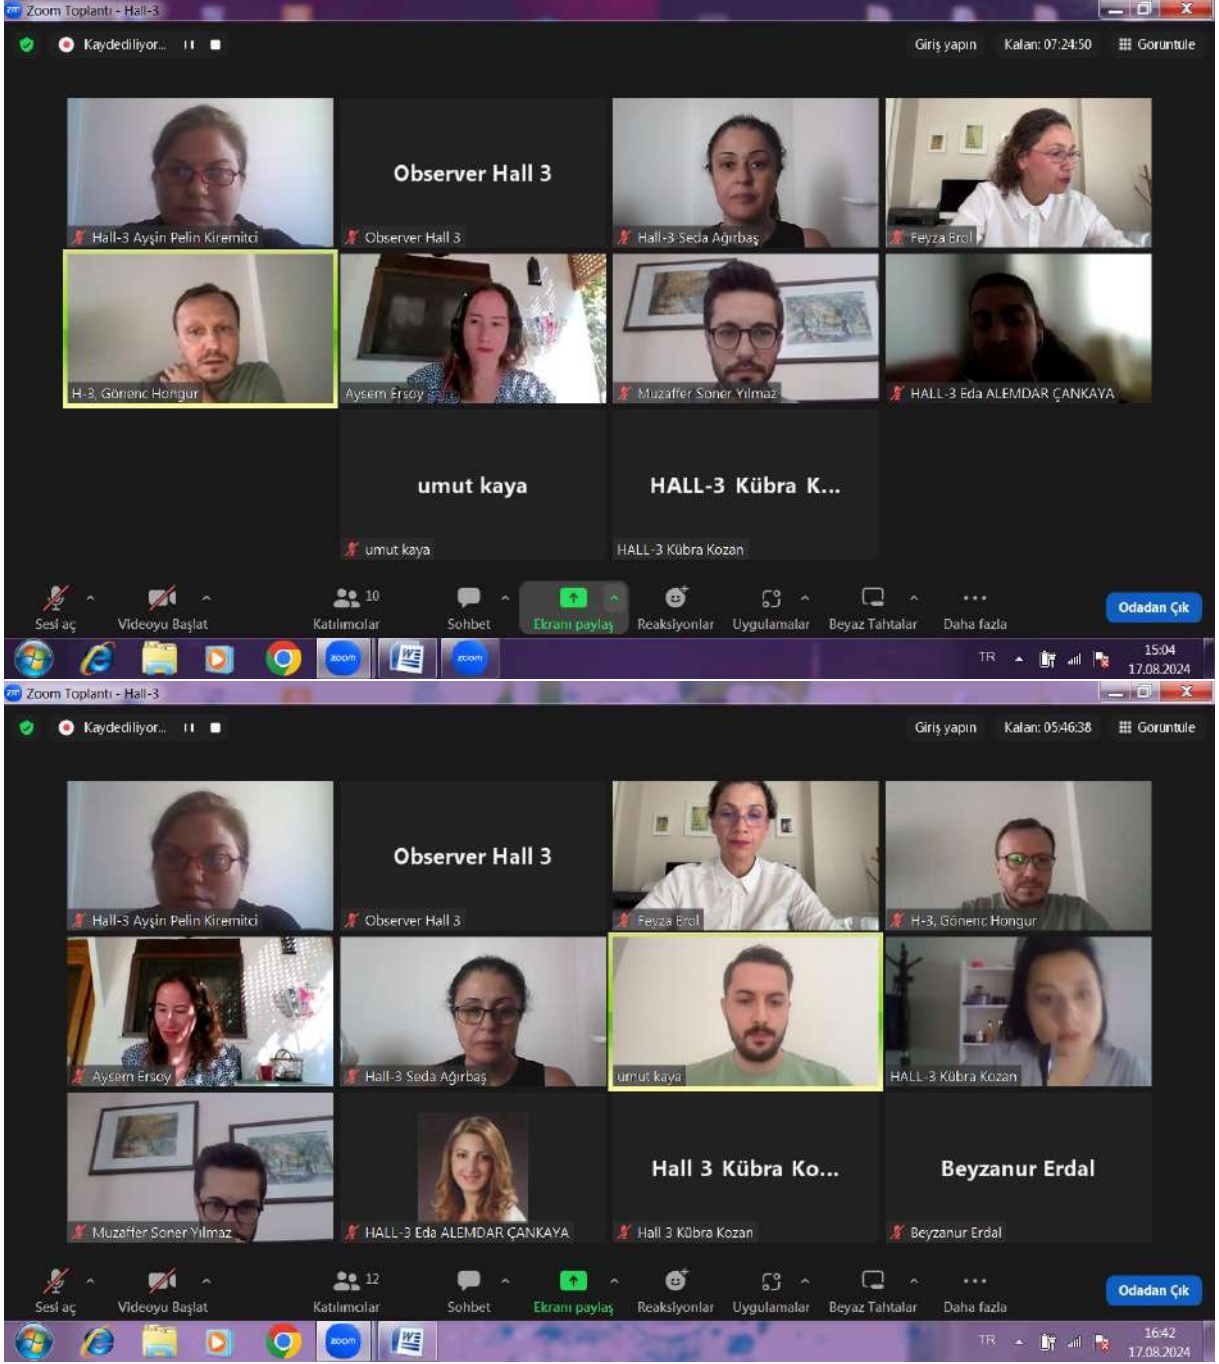 Zoom Toplantı - Hall-3
Kaydediliyor...
Giriş yapın
Kalan: 07:24:50
Goruntule
Hall-3 Ayşin Pelin Kiremitci
Observer Hall 3
Observer Hall 3
Hall-3 Seda Ağırbaş
Feyza Erol
H-3, Gönenc Hongur
Aysem Ersoy
Muzaffer Soner Yılmaz
HALL-3 Eda ALEMDAR ÇANKAYA
umut kaya
umut kaya
HALL-3 Kübra K...
HALL-3 Kübra Kozan
Sesi aç
Videoyu Başlat
10
Katılımcılar
Sohbet
Ekranı paylaş
Reaksiyonlar
Uygulamalar
Beyaz Tahtalar
Daha fazla
Odadan Çık
zoom
zoom
TR
15:04
17.08.2024
Zoom Toplantı - Hall-3
Kaydediliyor...
Giriş yapın
Kalan: 05:46:38
Goruntule
Hall-3 Ayşin Pelin Kiremitci
Observer Hall 3
Observer Hall 3
Feyza Erol
H-3, Gönenc Hongur
Aysem Ersoy
Hall-3 Seda Ağırbaş
umut kaya
HALL-3 Kübra Kozan
Muzaffer Soner Yılmaz
HALL-3 Eda ALEMDAR ÇANKAYA
Hall 3 Kübra Ko...
Hall 3 Kübra Kozan
Beyzanur Erdal
Beyzanur Erdal
Sesi aç
Videoyu Başlat
12
Katılımcılar
Sohbet
Ekranı paylaş
Reaksiyonlar
Uygulamalar
Beyaz Tahtalar
Daha fazla
Odadan Çık
zoom
TR
16:42
17.08.2024